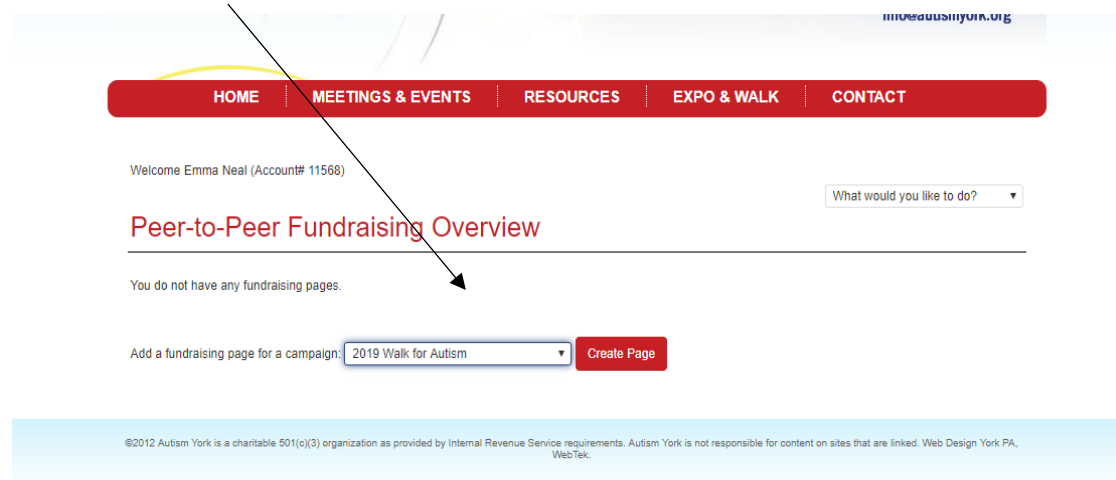 info@autismyork.org
HOME MEETINGS & EVENTS RESOURCES EXPO & WALK CONTACT
Welcome Emma Neal (Account# 11568)
What would you like to do?
Peer-to-Peer Fundraising Overview
You do not have any fundraising pages.
Add a fundraising page for a campaign: 2019 Walk for Autism Create Page
©2012 Autism York is a charitable 501(c)(3) organization as provided by Internal Revenue Service requirements. Autism York is not responsible for content on sites that are linked. Web Design York PA,
WebTek.